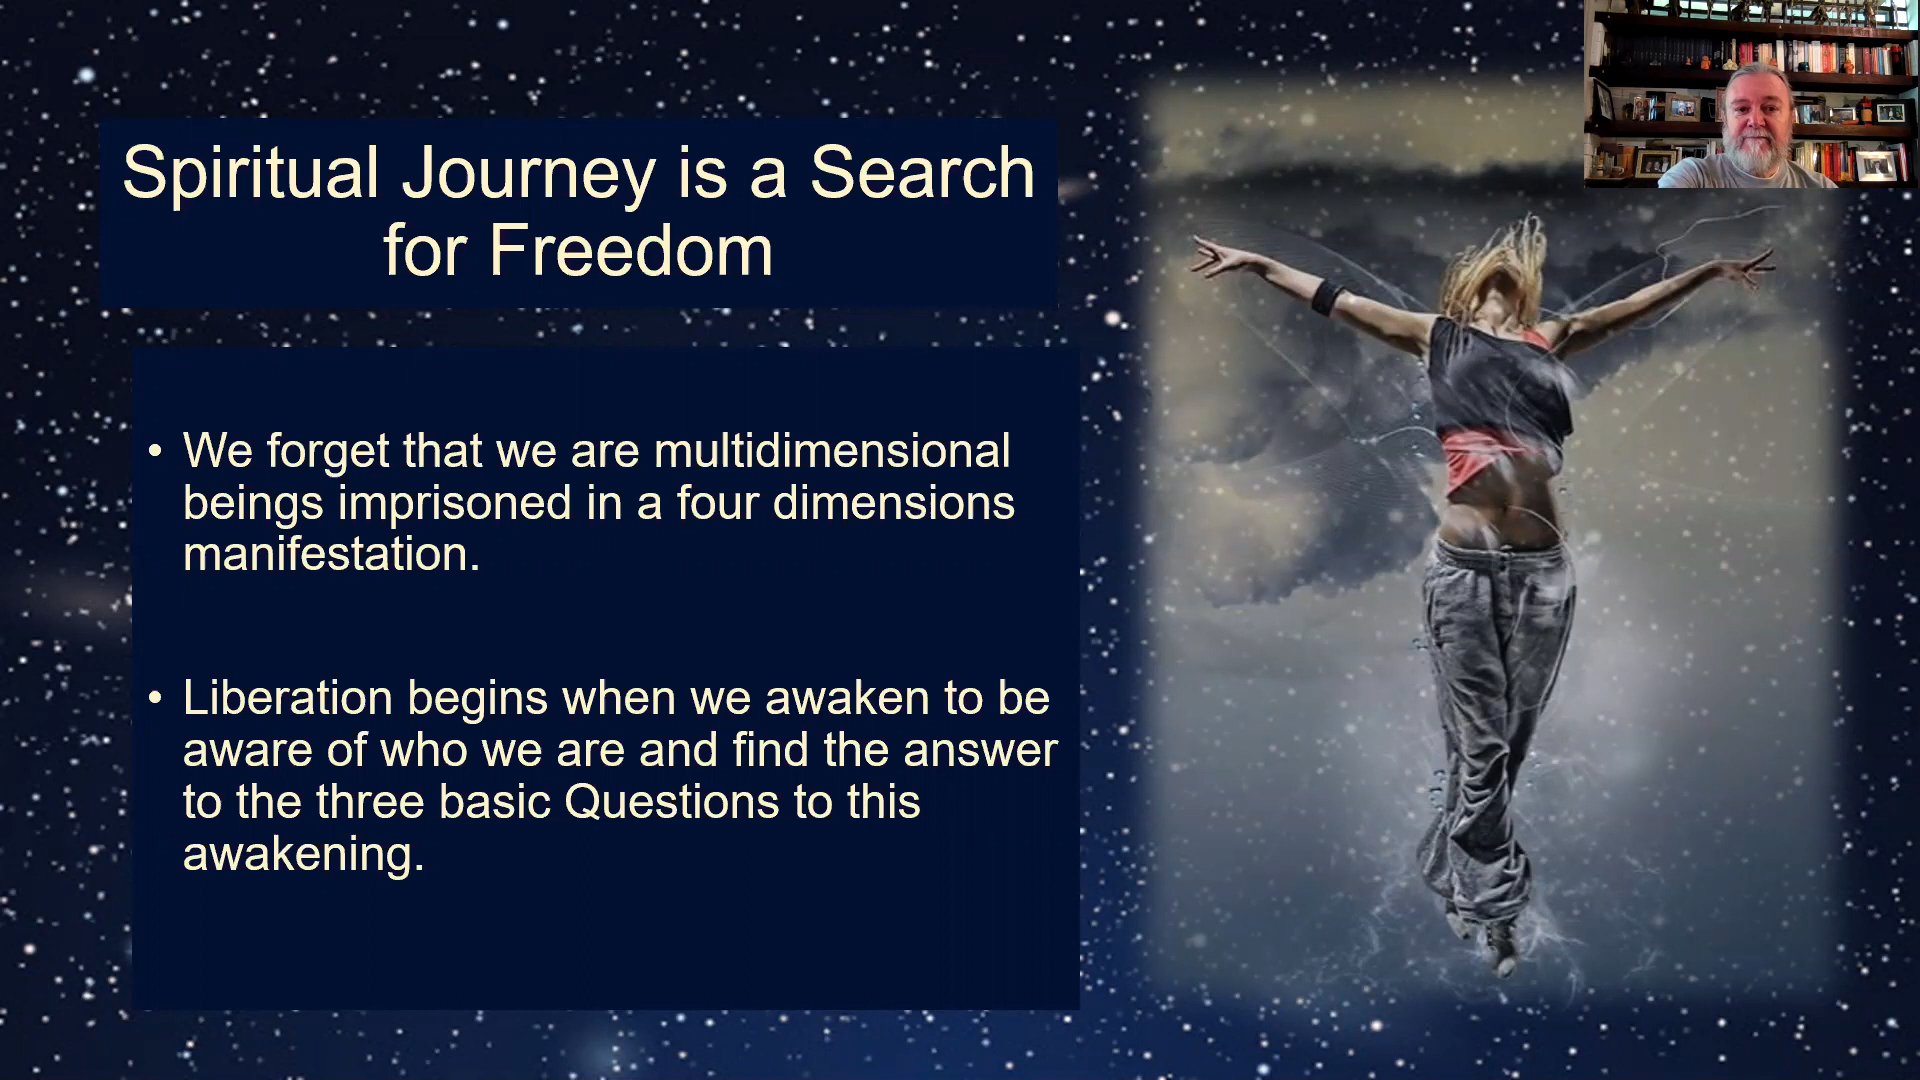 Spiritual Journey is a Search
for Freedom
• We forget that we are multidimensional
beings imprisoned in a four dimensions
manifestation.
• Liberation begins when we awaken to be
aware of who we are and find the answer
to the three basic Questions to this
awakening.